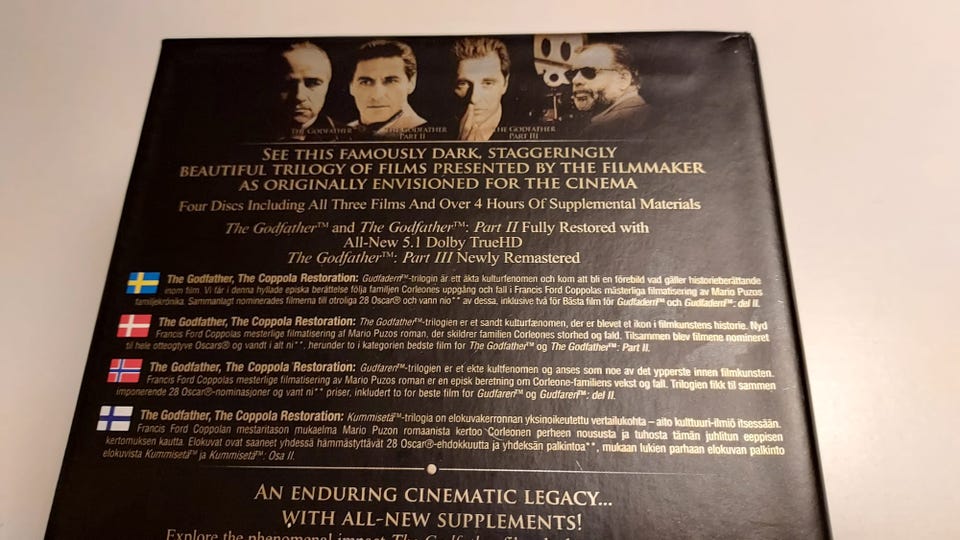 THE GODFATHER
THE GODFATHER
PART II
THE GODFATHER
PART III
SEE THIS FAMOUSLY DARK, STAGGERINGLY
BEAUTIFUL TRILOGY OF FILMS PRESENTED BY THE FILMMAKER
AS ORIGINALLY ENVISIONED FOR THE CINEMA
Four Discs Including All Three Films And Over 4 Hours Of Supplemental Materials
The Godfather™ and The Godfather™: Part II Fully Restored with
All-New 5.1 Dolby TrueHD
The Godfather™: Part III Newly Remastered
The Godfather, The Coppola Restoration: Gudfadern™-trilogin är ett äkta kulturfenomen och kom att bli en förebild vad gäller historieberättande
inom film. Vi får i denna hyllade episka berättelse följa familjen Corleones uppgång och fall i Francis Ford Coppolas mästerliga filmatisering av Mario Puzos
familjekrönika. Sammanlagt nominerades filmerna till otroliga 28 Oscar® och vann nio** av dessa, inklusive två för Bästa film för Gudfadern™ och Gudfadern™: del II.
The Godfather, The Coppola Restoration: The Godfather™-trilogien er et sandt kulturfænomen, der er blevet et ikon i filmkunstens historie. Nyd
Francis Ford Coppolas mesterlige filmatisering af Mario Puzos roman, der skildrer familien Corleones storhed og fald. Tilsammen blev filmene nomineret
til hele otteogtyve Oscars® og vandt i alt ni**, herunder to i kategorien bedste film for The Godfather™ og The Godfather™: Part II.
The Godfather, The Coppola Restoration: Gudfaren™-trilogien er et ekte kultfenomen og anses som noe av det ypperste innen filmkunsten.
Francis Ford Coppolas mesterlige filmatisering av Mario Puzos roman er en episk beretning om Corleone-familiens vekst og fall. Trilogien fikk til sammen
imponerende 28 Oscar®-nominasjoner og vant ni** priser, inkludert to for beste film for Gudfaren™ og Gudfaren™: del II.
The Godfather, The Coppola Restoration: Kummisetä™-trilogia on elokuvakerronnan yksinoikeutettu vertailukohta – aito kulttuuri-ilmiö itsessään.
Francis Ford Coppolan mestaritason mukaelma Mario Puzon romaanista kertoo Corleonen perheen noususta ja tuhosta tämän juhlitun eeppisen
kertomuksen kautta. Elokuvat ovat saaneet yhdessä hämmästyttävät 28 Oscar®-ehdokkuutta ja yhdeksän palkintoa**, mukaan lukien parhaan elokuvan palkinto
elokuvista Kummisetä™ ja Kummisetä™: Osa II.
AN ENDURING CINEMATIC LEGACY...
WITH ALL-NEW SUPPLEMENTS!
Explore the phenomenal impact The Godfather films